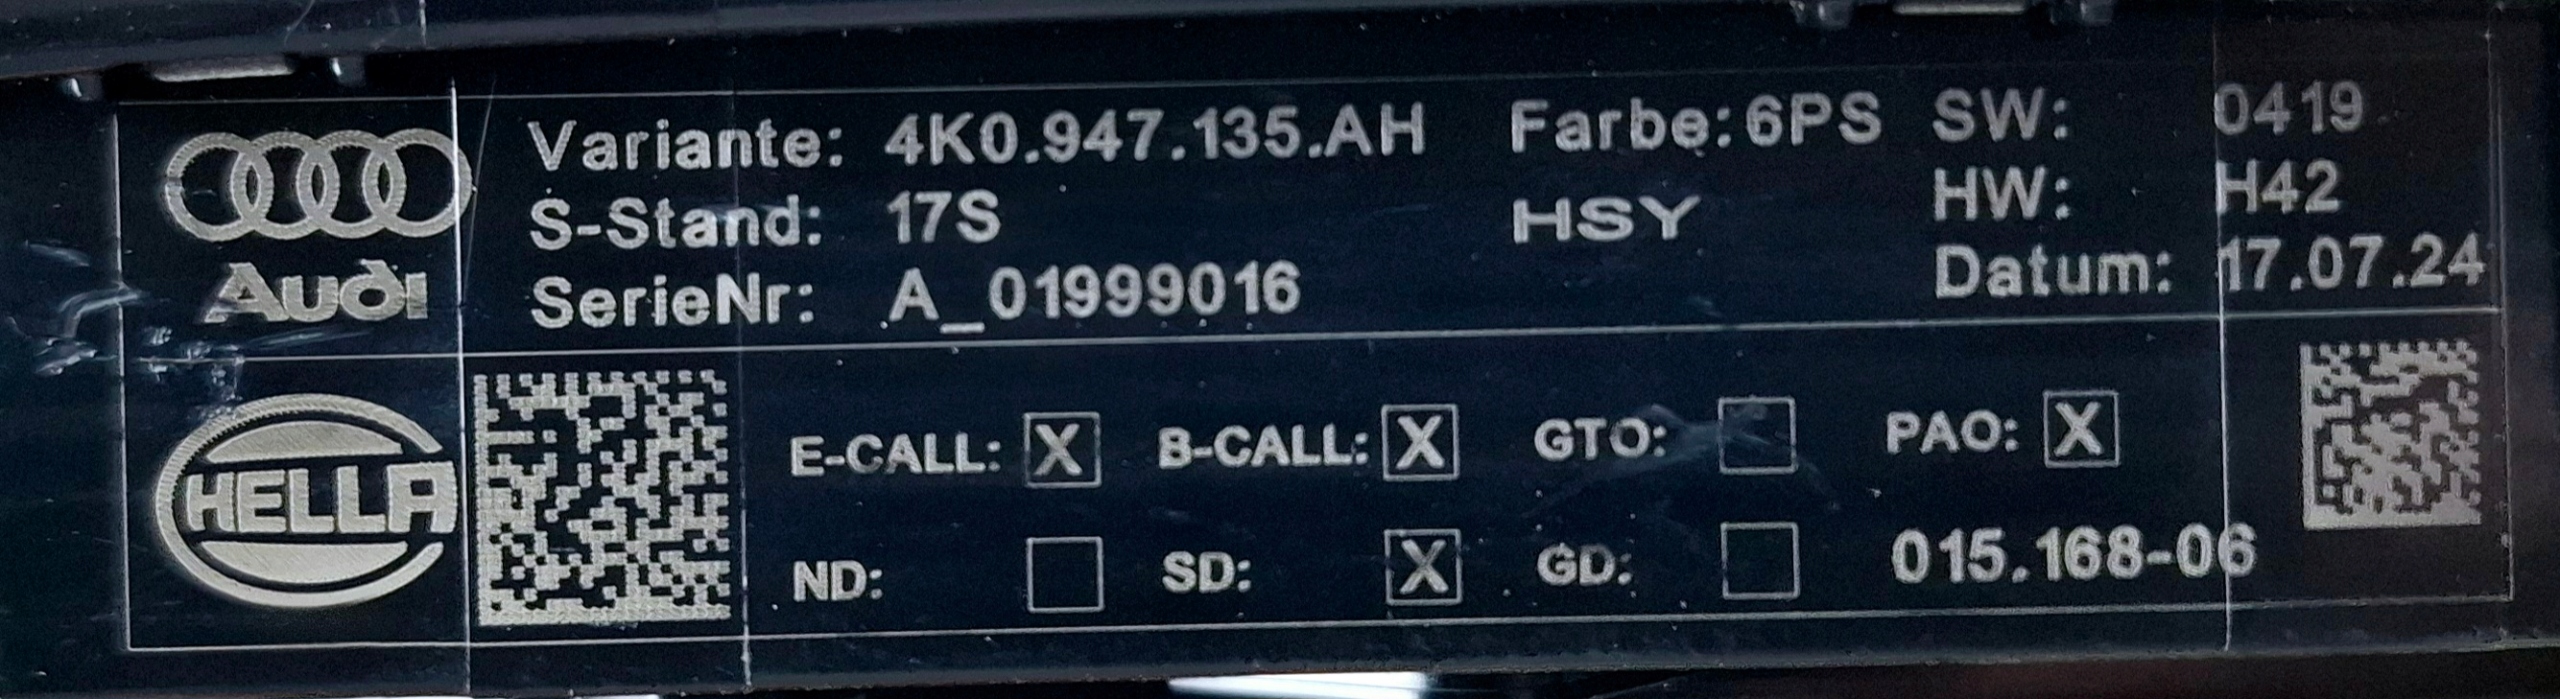 Audi
Variante: 4K0.947.135.AH Farbe: 6PS SW: 0419
S-Stand: 17S HSY HW: H42
SerieNr: A_01999016 Datum: 17.07.24
HELLA
E-CALL: X B-CALL: X GTO: PAO: X
ND: SD: X GD: 015.168-06